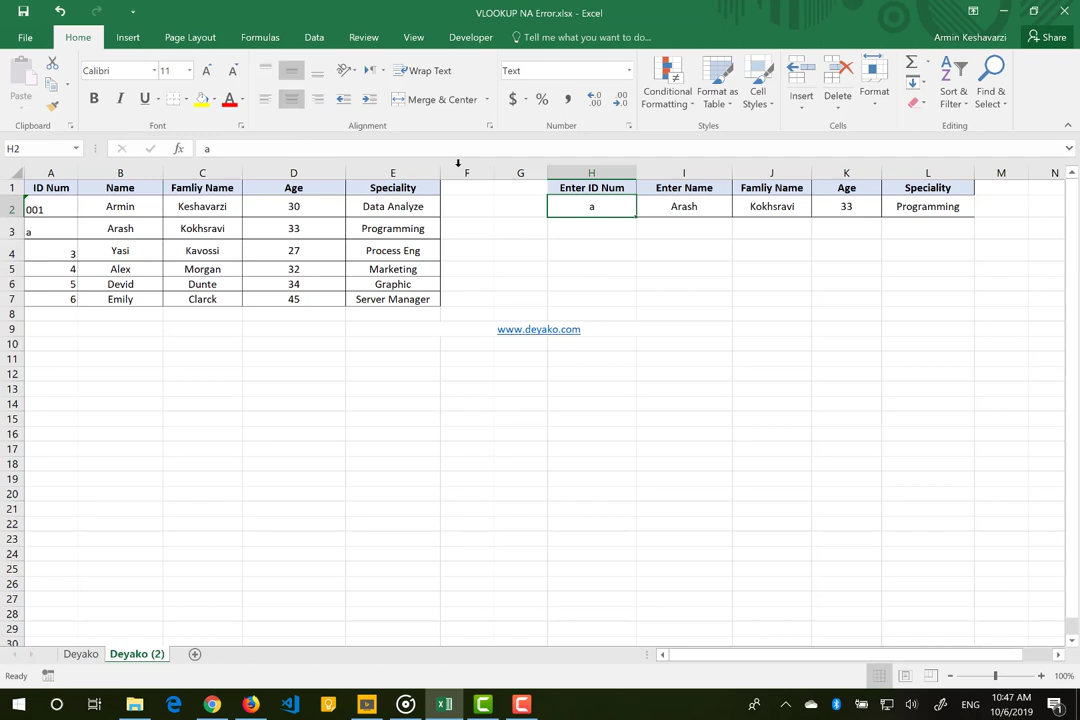 VLOOKUP NA Error.xlsx - Excel
File Home Insert Page Layout Formulas Data Review View Developer Tell me what you want to do... Armin Keshavarzi Share
Paste
Clipboard
Calibri 11
B I U A
Font
Wrap Text
Merge & Center
Alignment
Text
$ % , .00
Number
Conditional Formatting
Format as Table
Cell Styles
Styles
Insert Delete Format
Cells
Sort & Filter
Find & Select
Editing
H2 fx a
A B C D E F G H I J K L M N
1 ID Num Name Famliy Name Age Speciality Enter ID Num Enter Name Famliy Name Age Speciality
2 001 Armin Keshavarzi 30 Data Analyze a Arash Kokhsravi 33 Programming
3 a Arash Kokhsravi 33 Programming
4 3 Yasi Kavossi 27 Process Eng
5 4 Alex Morgan 32 Marketing
6 5 Devid Dunte 34 Graphic
7 6 Emily Clarck 45 Server Manager
8
9 www.deyako.com
10
11
12
13
14
15
16
17
18
19
20
21
22
23
24
25
26
27
28
29
30
Deyako Deyako (2)
Ready 100%
ENG 10:47 AM
10/6/2019